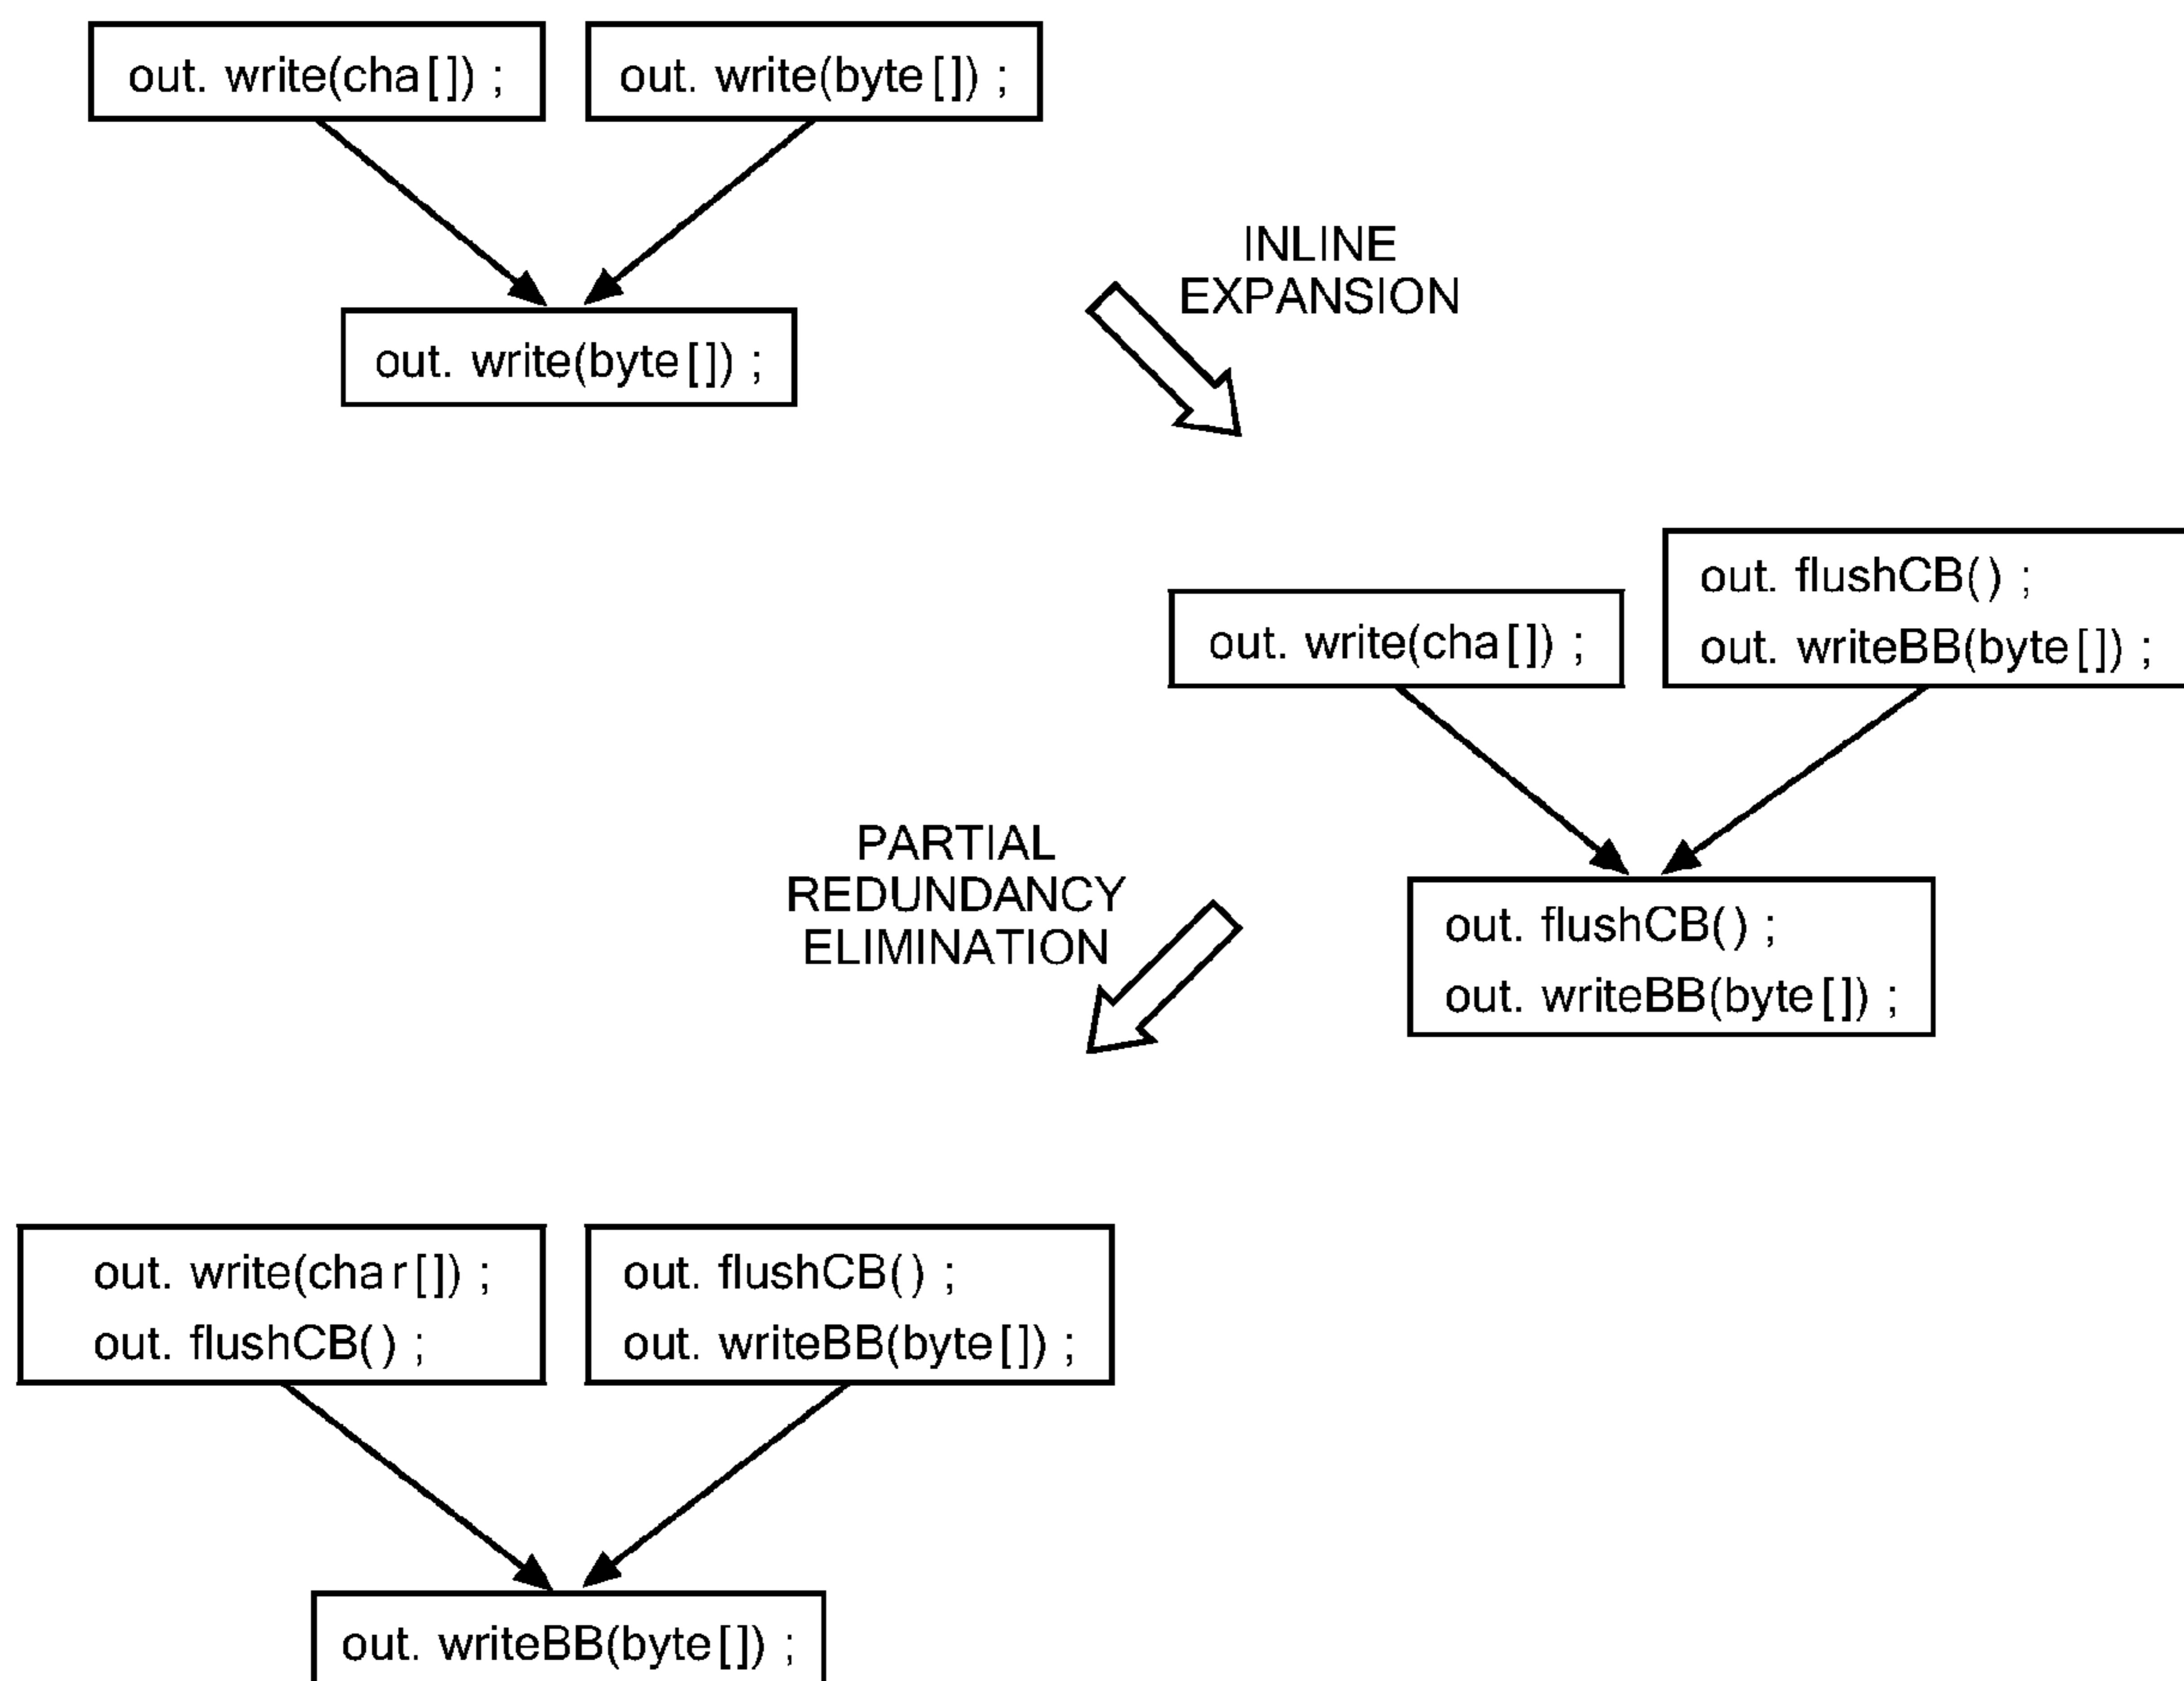 out. write(cha[]) ;
out. write(byte[]) ;
out. write(byte[]) ;
INLINE
EXPANSION
out. write(cha[]) ;
out. flushCB() ;
out. writeBB(byte[]) ;
out. flushCB() ;
out. writeBB(byte[]) ;
PARTIAL
REDUNDANCY
ELIMINATION
out. write(char[]) ;
out. flushCB() ;
out. flushCB() ;
out. writeBB(byte[]) ;
out. writeBB(byte[]) ;